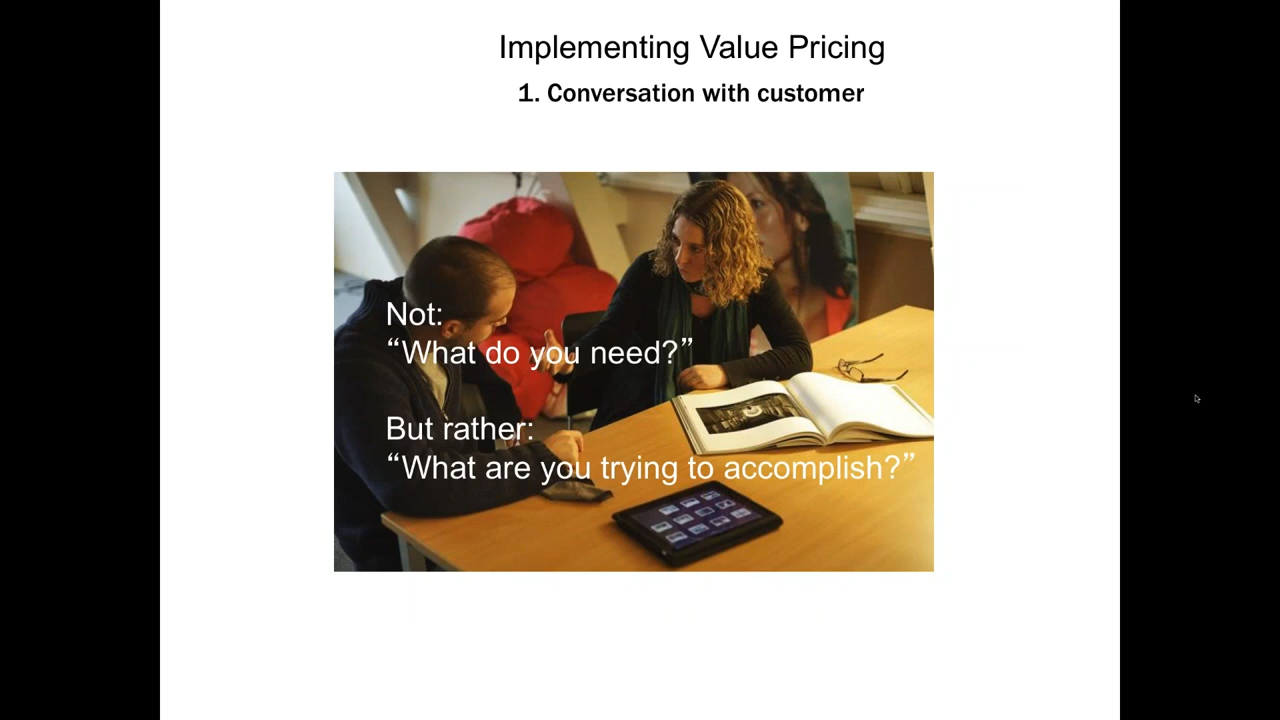 Implementing Value Pricing
1. Conversation with customer
Not:
“What do you need?”
But rather:
“What are you trying to accomplish?”